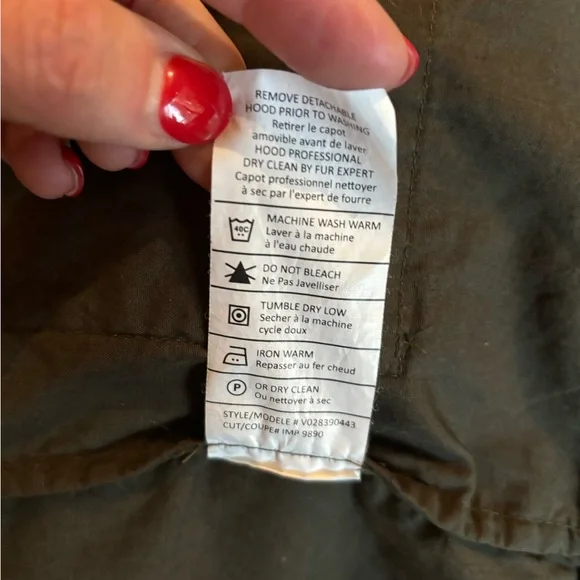 REMOVE DETACHABLE
HOOD PRIOR TO WASHING
Retirer le capot
amovible avant de laver
HOOD PROFESSIONAL
DRY CLEAN BY FUR EXPERT
Capot professionnel nettoyer
à sec par l'expert de fourre
40C
MACHINE WASH WARM
Laver à la machine
à l'eau chaude
DO NOT BLEACH
Ne Pas Javelliser
TUMBLE DRY LOW
Secher à la machine
cycle doux
IRON WARM
Repasser au fer cheud
P
OR DRY CLEAN
Ou nettoyer à sec
STYLE/MODELE # V028390443
CUT/COUPE# IMP 9890